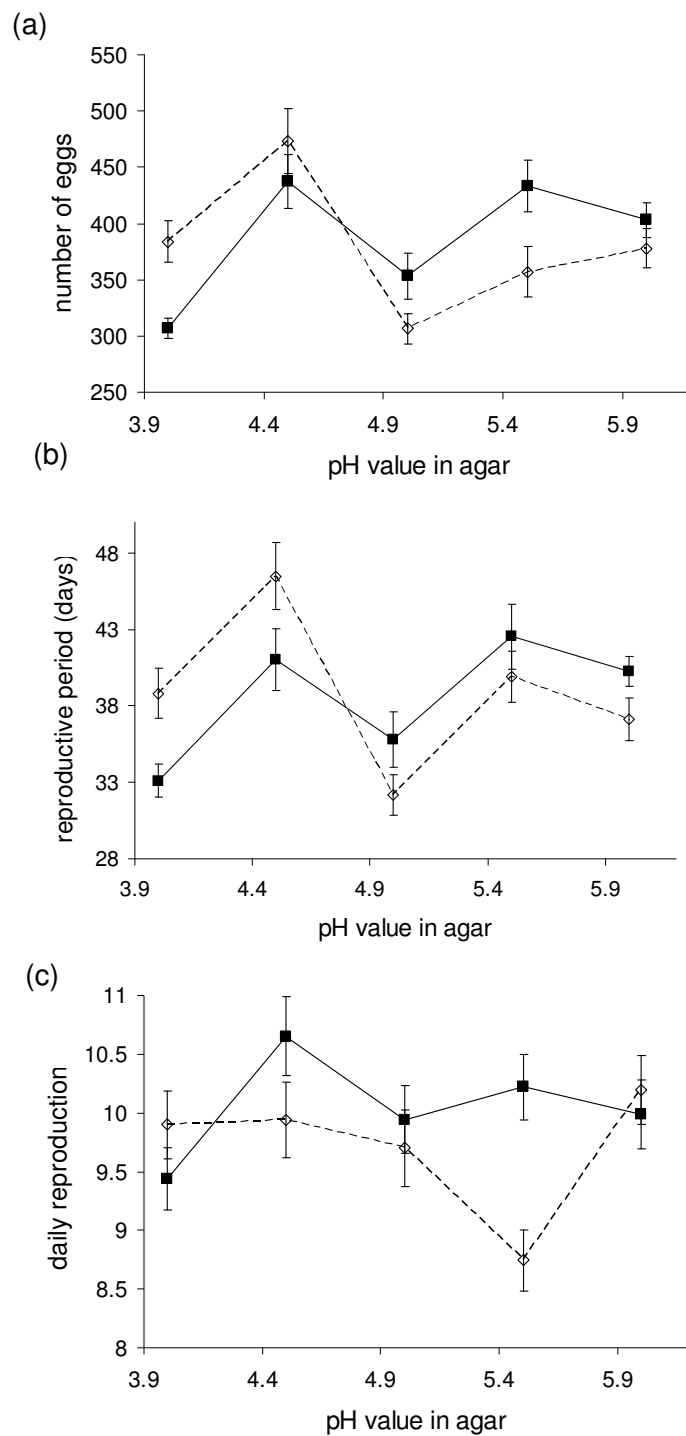 (a)
550
500
450
400
350
300
250
number of eggs
3.9 4.4 4.9 5.4 5.9
pH value in agar
(b)
48
43
38
33
28
reproductive period (days)
3.9 4.4 4.9 5.4 5.9
pH value in agar
(c)
11
10.5
10
9.5
9
8.5
8
daily reproduction
3.9 4.4 4.9 5.4 5.9
pH value in agar